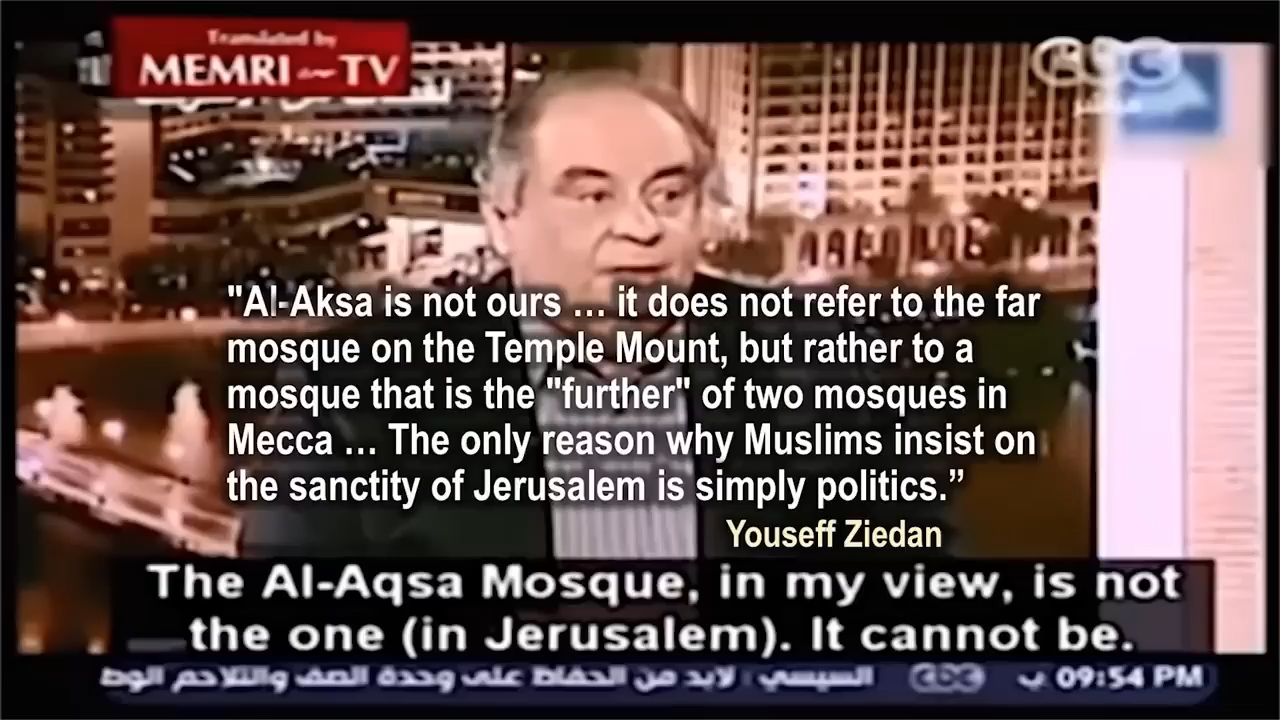 Translated by
MEMRI TV
cbc
"Al-Aksa is not ours ... it does not refer to the far
mosque on the Temple Mount, but rather to a
mosque that is the "further" of two mosques in
Mecca ... The only reason why Muslims insist on
the sanctity of Jerusalem is simply politics.”
Youseff Ziedan
The Al-Aqsa Mosque, in my view, is not
the one (in Jerusalem). It cannot be.
09:54 PM cbc السيسي : لابد من الحفاظ على وحدة الصف والتلاحم الوط